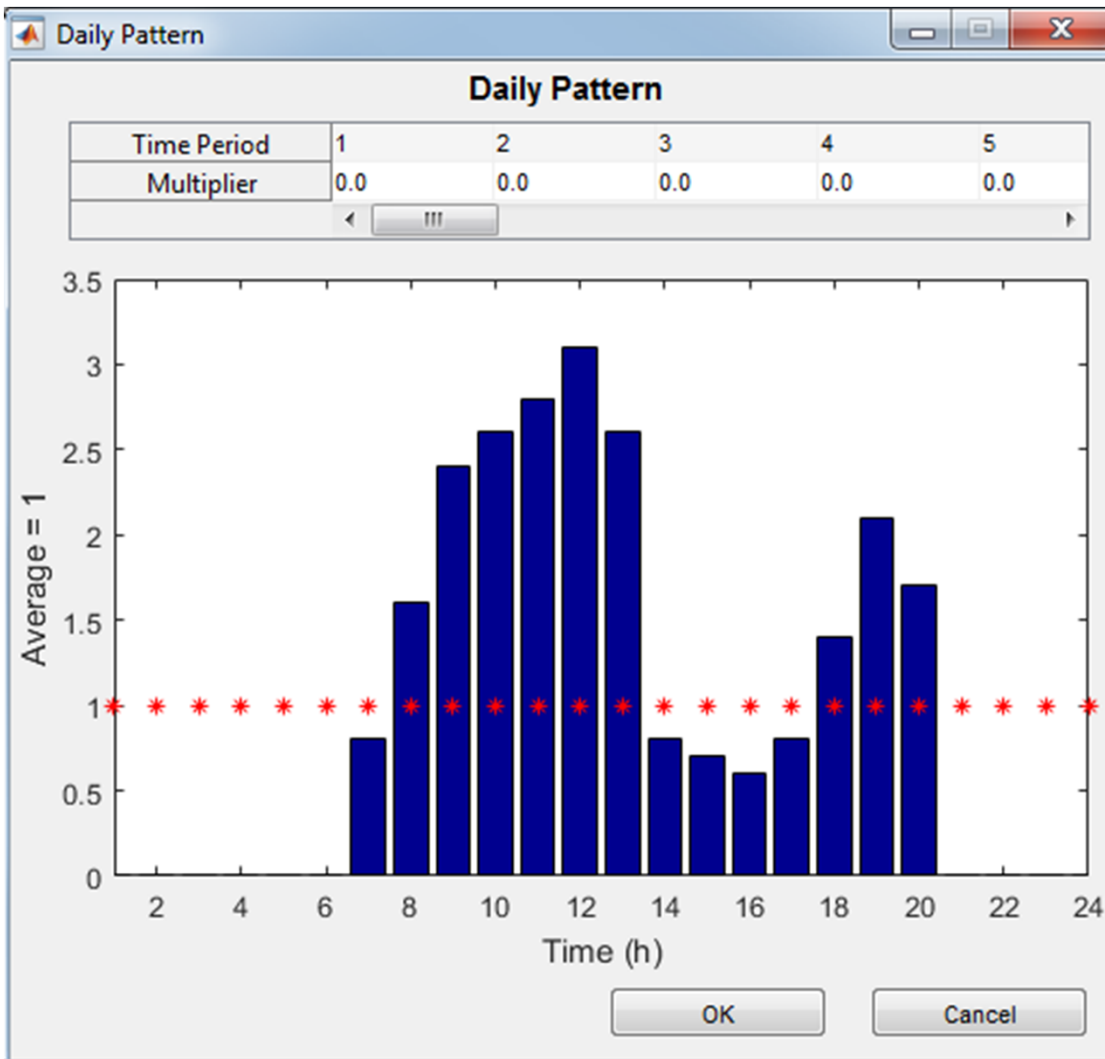 Daily Pattern
Daily Pattern
Time Period 1 2 3 4 5
Multiplier 0.0 0.0 0.0 0.0 0.0
3.5
3
2.5
2
1.5
1
0.5
0
Average = 1
2 4 6 8 10 12 14 16 18 20 22 24
Time (h)
OK Cancel